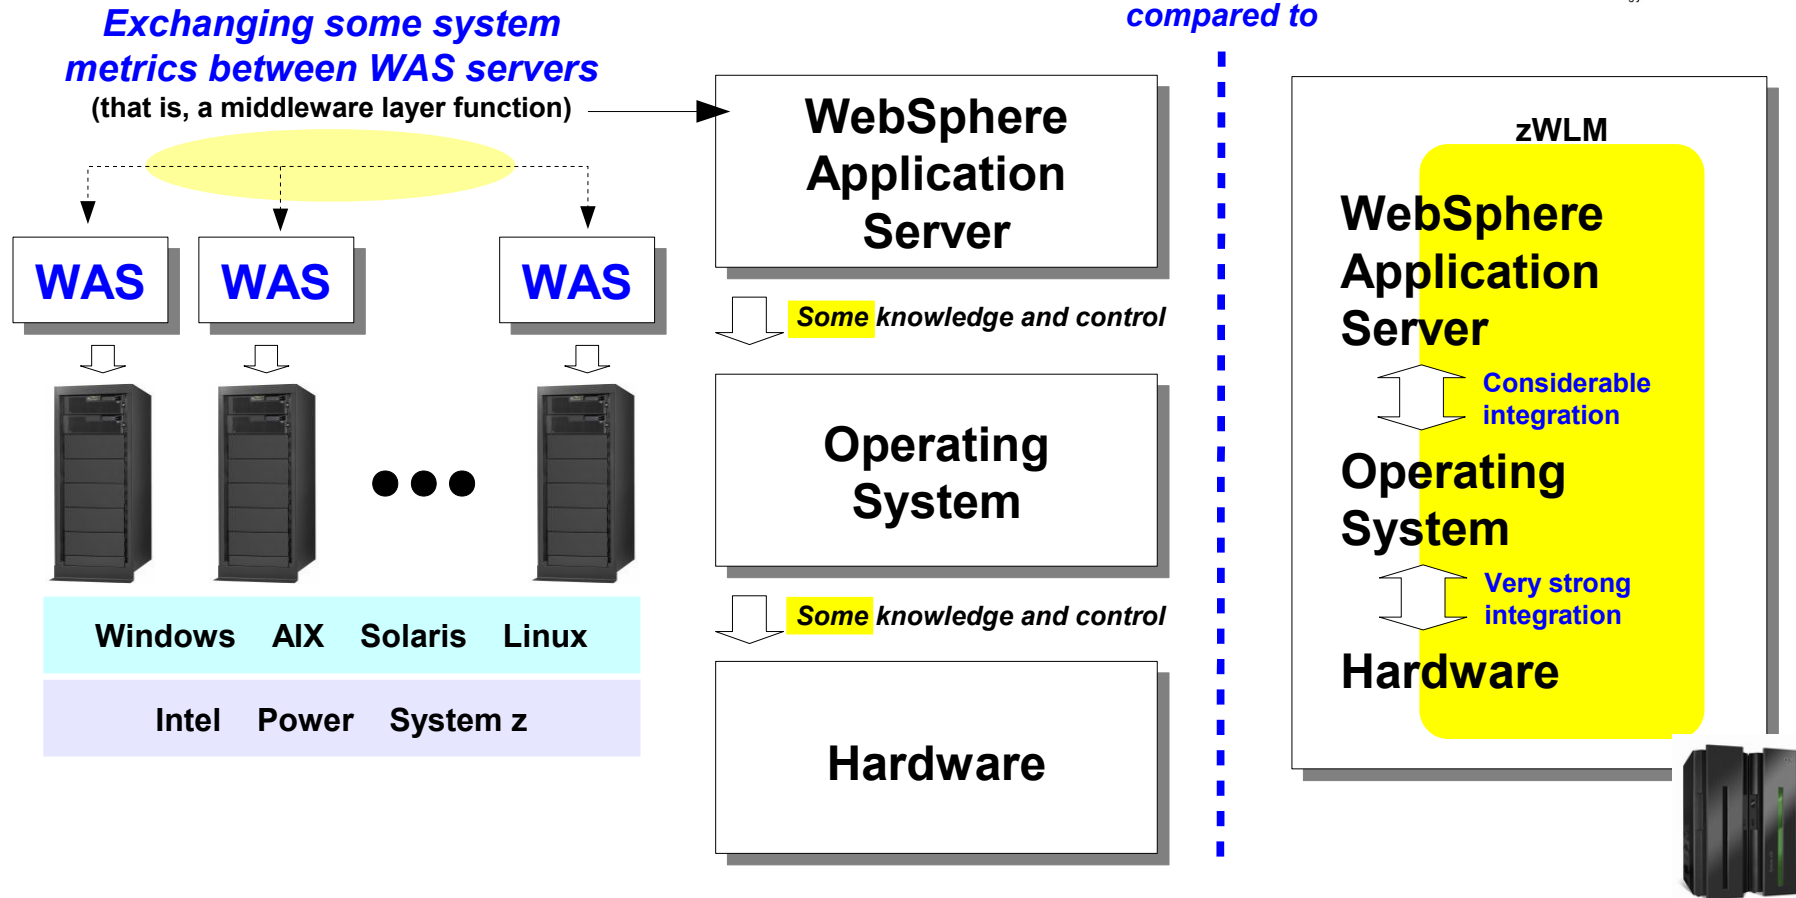 Exchanging some system
metrics between WAS servers
(that is, a middleware layer function)
WAS
WAS
WAS
Windows AIX Solaris Linux
Intel Power System z
WebSphere
Application
Server
Some knowledge and control
Operating
System
Some knowledge and control
Hardware
compared to
zWLM
WebSphere
Application
Server
Considerable
integration
Operating
System
Very strong
integration
Hardware